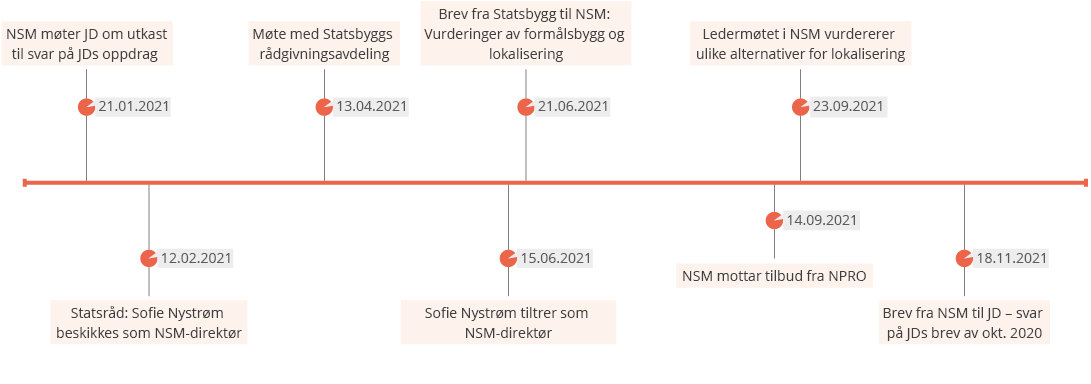 NSM møter JD om utkast
til svar på JDs oppdrag
21.01.2021
Statsråd: Sofie Nystrøm
beskikkes som NSM-direktør
12.02.2021
Møte med Statsbyggs
rådgivningsavdeling
13.04.2021
Sofie Nystrøm tiltrer som
NSM-direktør
15.06.2021
Brev fra Statsbygg til NSM:
Vurderinger av formålsbygg og
lokalisering
21.06.2021
NSM mottar tilbud fra NPRO
14.09.2021
Ledermøtet i NSM vurdererer
ulike alternativer for lokalisering
23.09.2021
Brev fra NSM til JD – svar
på JDs brev av okt. 2020
18.11.2021